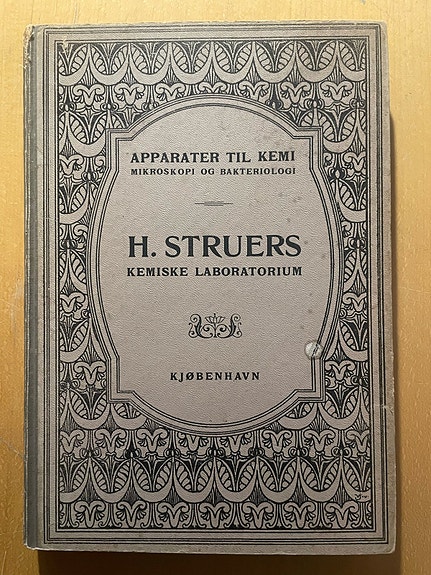 APPARATER TIL KEMI
MIKROSKOPI OG BAKTERIOLOGI
H. STRUERS
KEMISKE LABORATORIUM
KJØBENHAVN